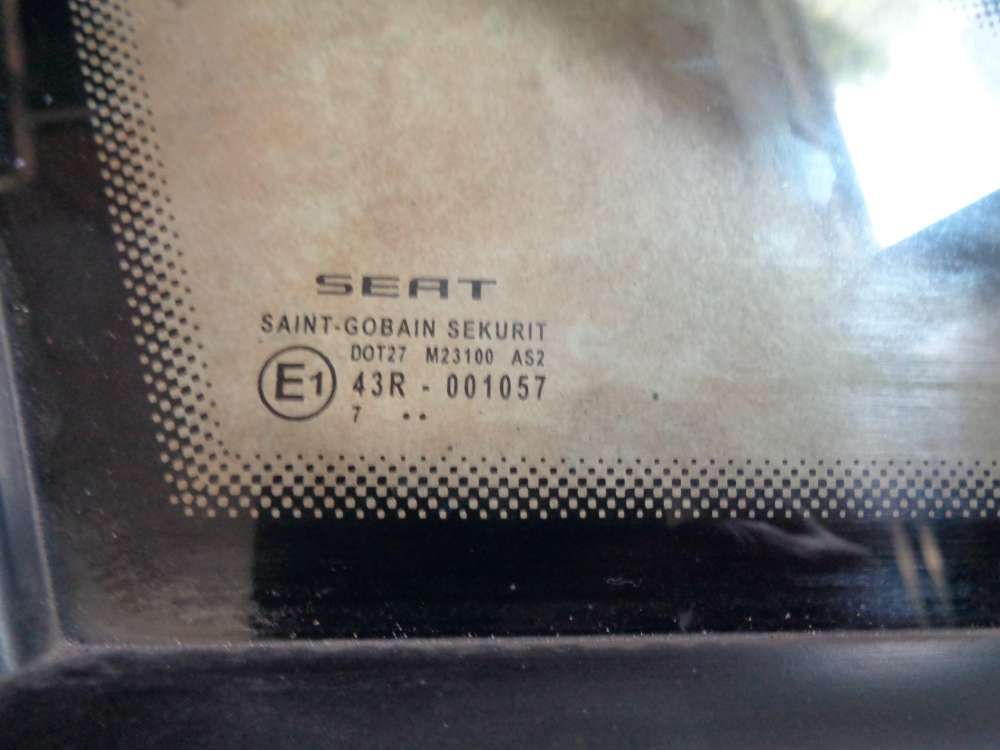 SEAT
SAINT-GOBAIN SEKURIT
DOT27 M23100 AS2
E1 43R - 001057
7 ..